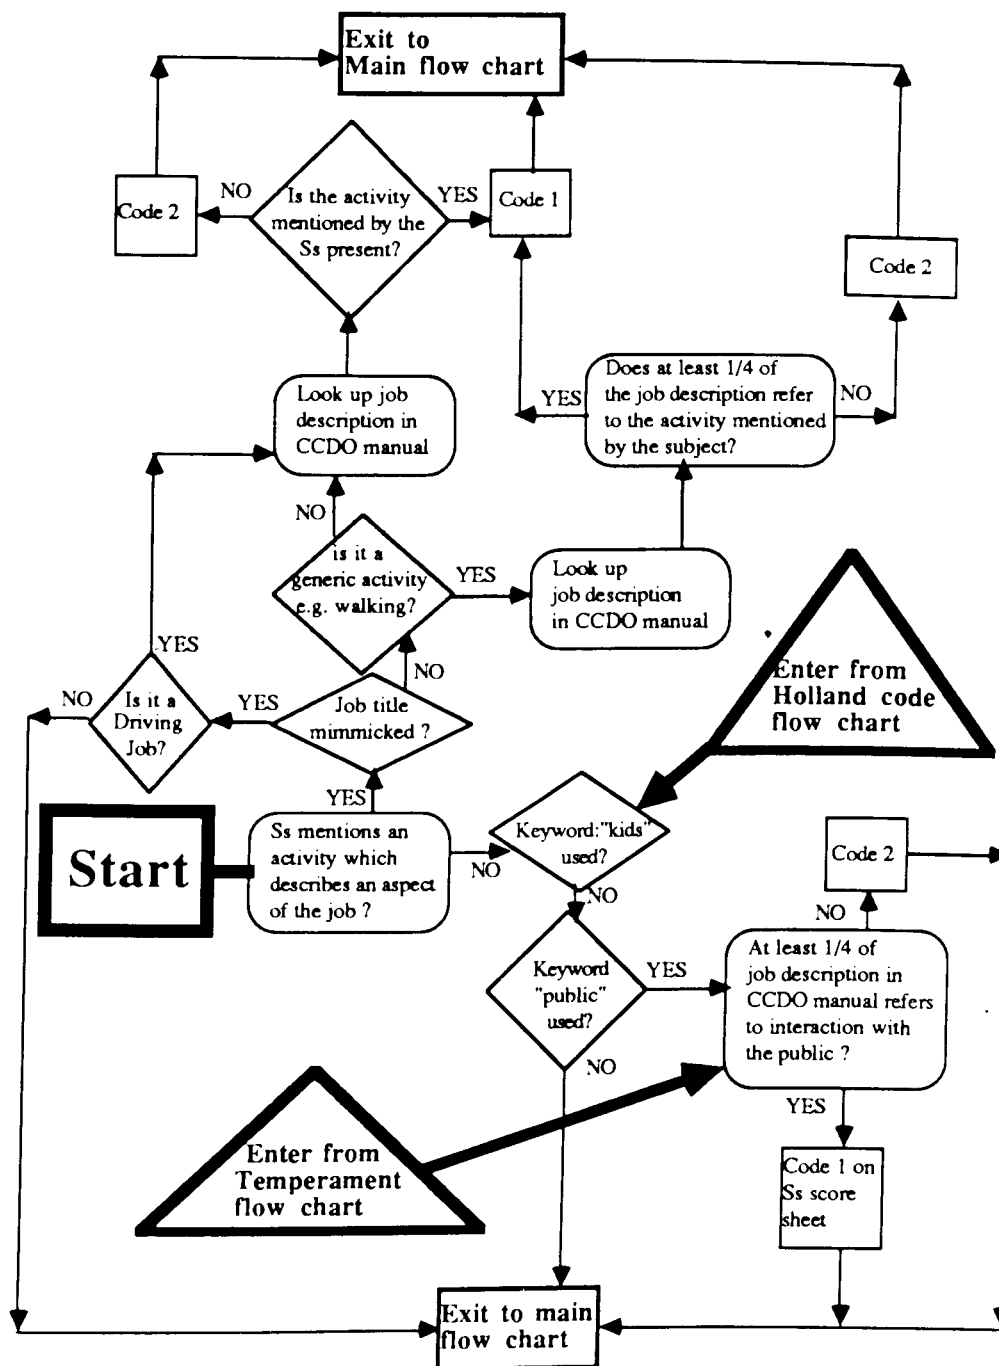 Exit to
Main flow chart
NO
Is the activity
mentioned by the
Ss present?
YES
Code 2
Code 1
Code 2
Look up job
description in
CCDO manual
YES
Does at least 1/4 of
the job description refer
to the activity mentioned
by the subject?
NO
NO
is it a
generic activity
e.g. walking?
YES
Look up
job description
in CCDO manual
YES
NO
NO
Is it a
Driving
Job?
YES
Job title
mimmicked ?
Enter from
Holland code
flow chart
YES
Start
Ss mentions an
activity which
describes an aspect
of the job ?
NO
Keyword:"kids"
used?
NO
Code 2
NO
Keyword
"public"
used?
YES
At least 1/4 of
job description in
CCDO manual refers
to interaction with
the public ?
NO
YES
Enter from
Temperament
flow chart
Code 1 on
Ss score
sheet
Exit to main
flow chart